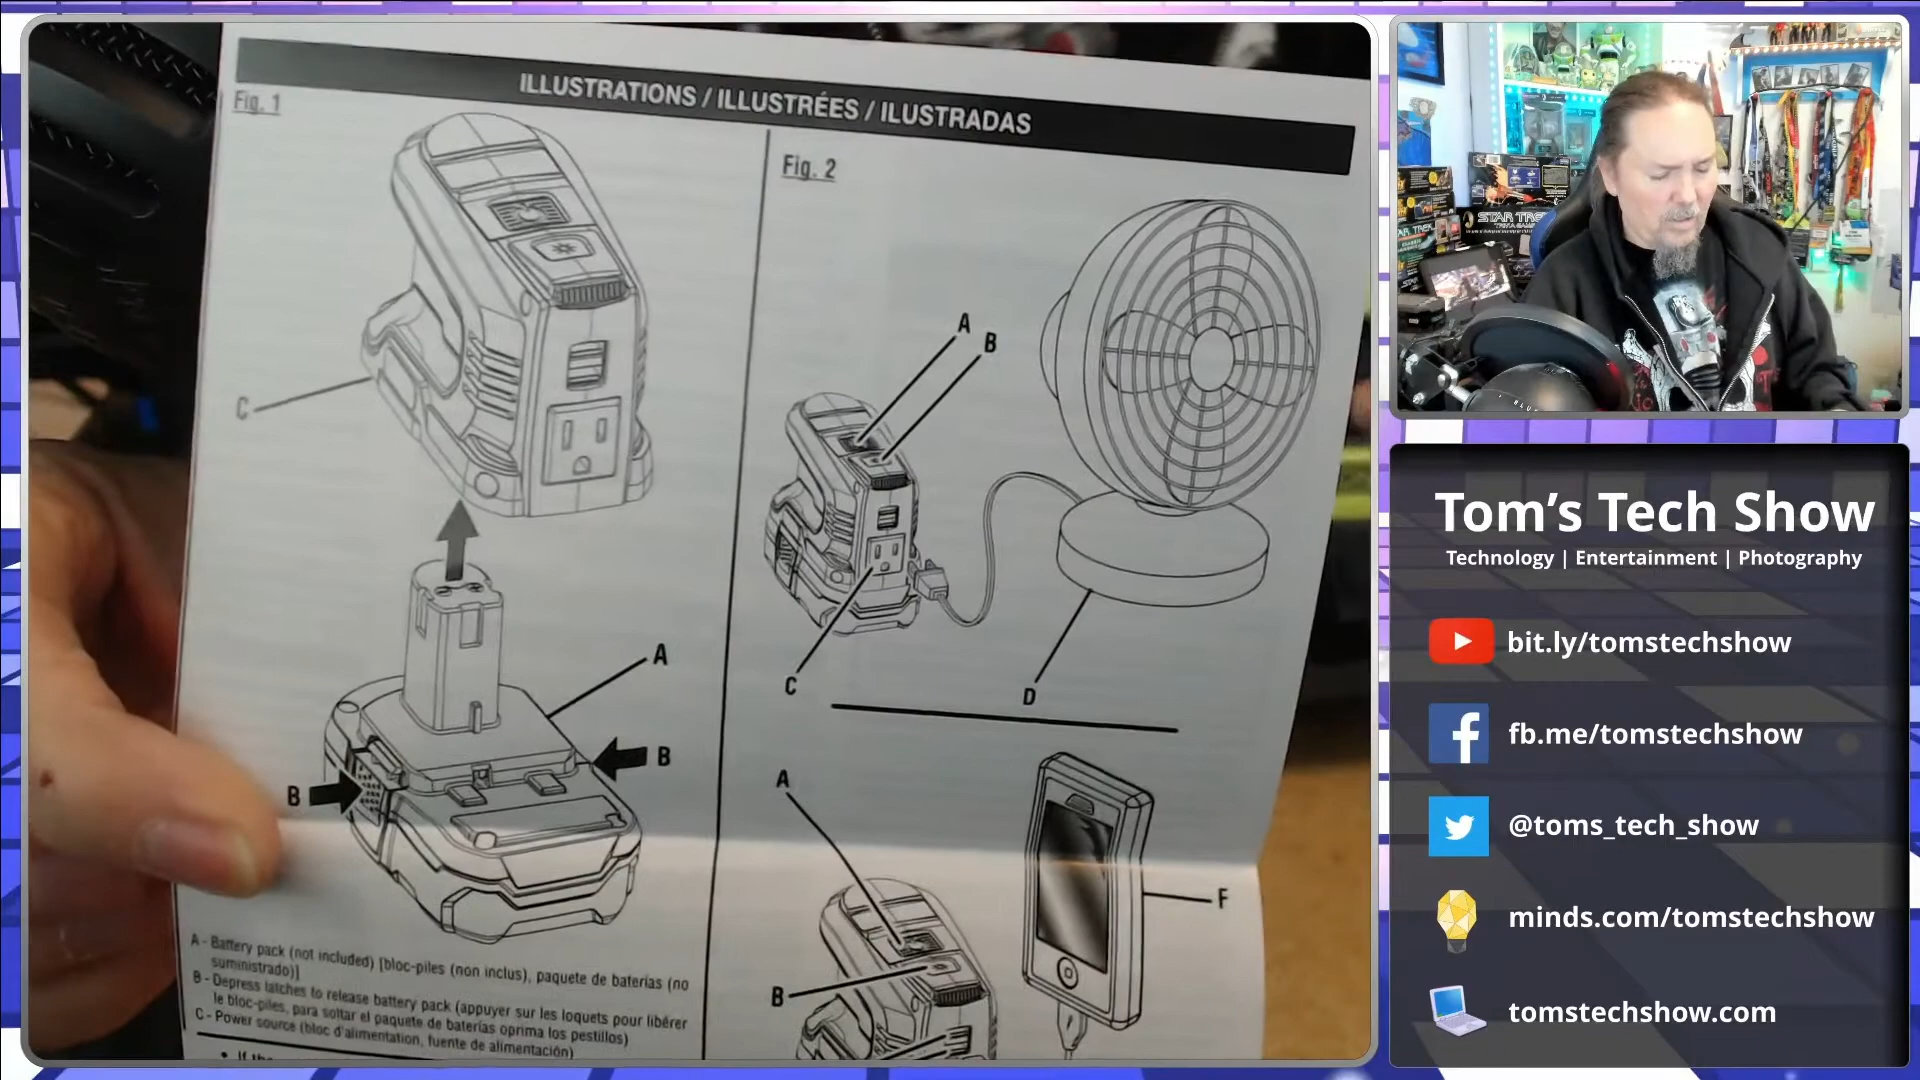 ILLUSTRATIONS / ILLUSTRÉES / ILUSTRADAS
Fig. 1
C
A
B
B
A - Battery pack (not included) [bloc-piles (non inclus), paquete de baterías (no
suministrado)]
B - Depress latches to release battery pack (appuyer sur les loquets pour libérer
le bloc-piles, para soltar el paquete de baterías oprima los pestillos)
C - Power source (bloc d'alimentation, fuente de alimentación)
• If the
Fig. 2
A
B
C
D
A
B
F
STAR TREK
Tom's Tech Show
Technology | Entertainment | Photography
bit.ly/tomstechshow
fb.me/tomstechshow
@toms_tech_show
minds.com/tomstechshow
tomstechshow.com